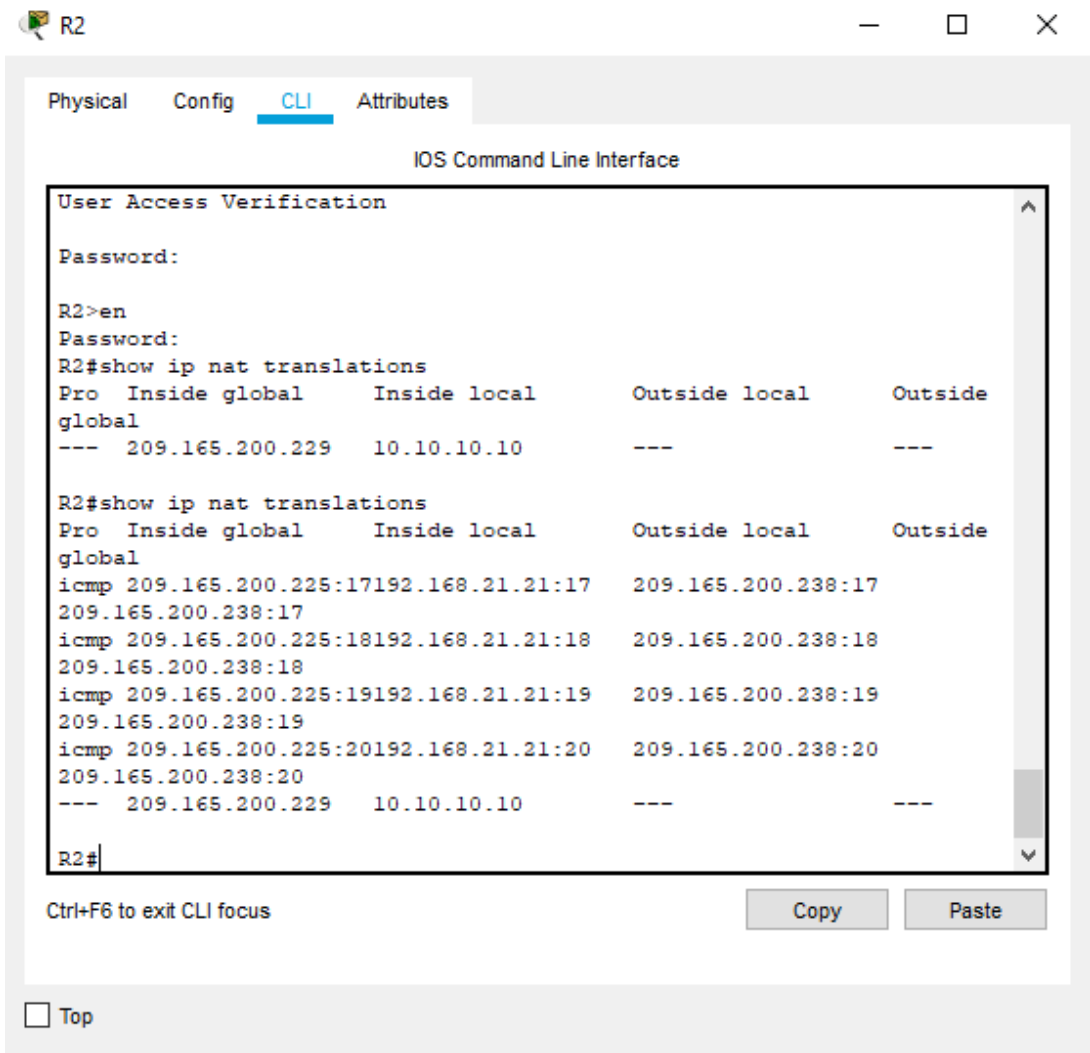 R2
Physical Config CLI Attributes
IOS Command Line Interface
User Access Verification
Password:
R2>en
Password:
R2#show ip nat translations
Pro  Inside global     Inside local       Outside local      Outside
global
---  209.165.200.229   10.10.10.10        ---                ---
R2#show ip nat translations
Pro  Inside global     Inside local       Outside local      Outside
global
icmp 209.165.200.225:17192.168.21.21:17   209.165.200.238:17
209.165.200.238:17
icmp 209.165.200.225:18192.168.21.21:18   209.165.200.238:18
209.165.200.238:18
icmp 209.165.200.225:19192.168.21.21:19   209.165.200.238:19
209.165.200.238:19
icmp 209.165.200.225:20192.168.21.21:20   209.165.200.238:20
209.165.200.238:20
---  209.165.200.229   10.10.10.10        ---                ---
R2#
Ctrl+F6 to exit CLI focus
Copy Paste
Top